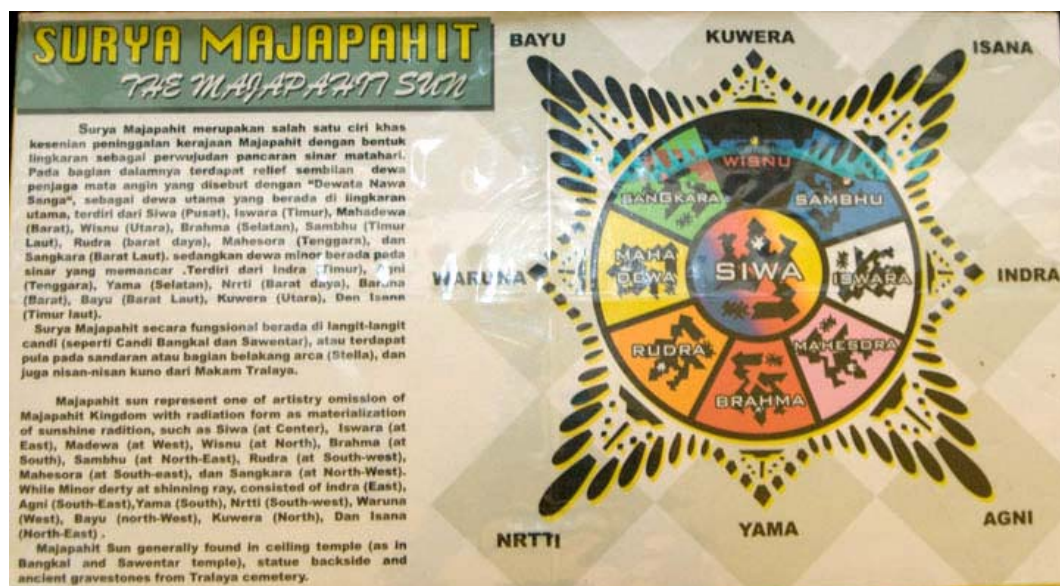 SURYA MAJAPAHIT
THE MAJAPAHIT SUN
Surya Majapahit merupakan salah satu ciri khas
kesenian peninggalan kerajaan Majapahit dengan bentuk
lingkaran sebagai perwujudan pancaran sinar matahari.
Pada bagian dalamnya terdapat relief sembilan dewa
penjaga mata angin yang disebut dengan "Dewata Nawa
Sanga", sebagai dewa utama yang berada di lingkaran
utama, terdiri dari Siwa (Pusat), Iswara (Timur), Mahadewa
(Barat), Wisnu (Utara), Brahma (Selatan), Sambhu (Timur
Laut), Rudra (barat daya), Mahesora (Tenggara), dan
Sangkara (Barat Laut). sedangkan dewa minor berada pada
sinar yang memancar .Terdiri dari Indra (Timur), Agni
(Tenggara), Yama (Selatan), Nrrti (Barat daya), Baruna
(Barat), Bayu (Barat Laut), Kuwera (Utara), Dan Isana
(Timur laut).
Surya Majapahit secara fungsional berada di langit-langit
candi (seperti Candi Bangkal dan Sawentar), atau terdapat
pula pada sandaran atau bagian belakang arca (Stella), dan
juga nisan-nisan kuno dari Makam Tralaya.
Majapahit sun represent one of artistry omission of
Majapahit Kingdom with radiation form as materialization
of sunshine radition, such as Siwa (at Center), Iswara (at
East), Madewa (at West), Wisnu (at North), Brahma (at
South), Sambhu (at North-East), Rudra (at South-west),
Mahesora (at South-east), dan Sangkara (at North-West).
While Minor derty at shinning ray, consisted of indra (East),
Agni (South-East),Yama (South), Nrtti (South-west), Waruna
(West), Bayu (north-West), Kuwera (North), Dan Isana
(North-East) .
Majapahit Sun generally found in ceiling temple (as in
Bangkal and Sawentar temple), statue backside and
ancient gravestones from Tralaya cemetery.
BAYU
KUWERA
ISANA
WISNU
SANGKARA
SAMBHU
WARUNA
MAHA
DEWA
SIWA
ISWARA
INDRA
RUDRA
MAHESORA
BRAHMA
NRTTI
YAMA
AGNI